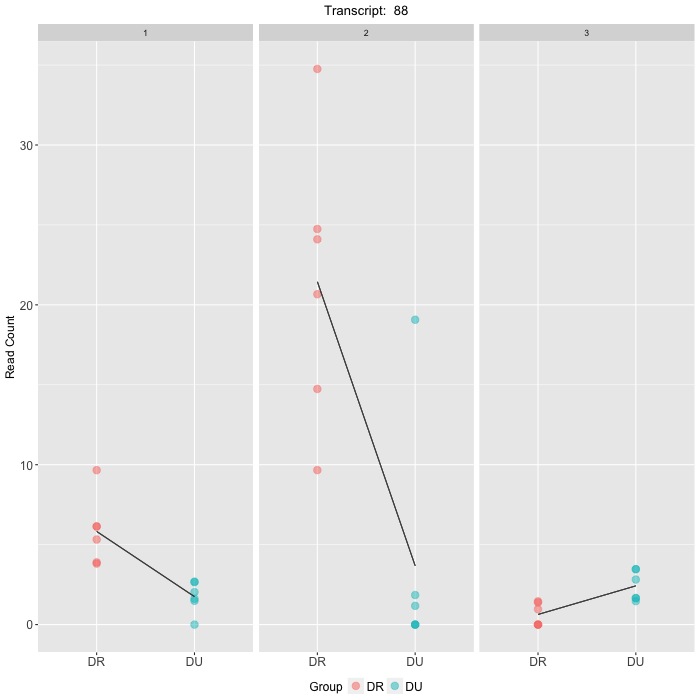 Transcript:  88
1 2 3
Read Count
30
20
10
0
DR DU DR DU DR DU
Group DR DU